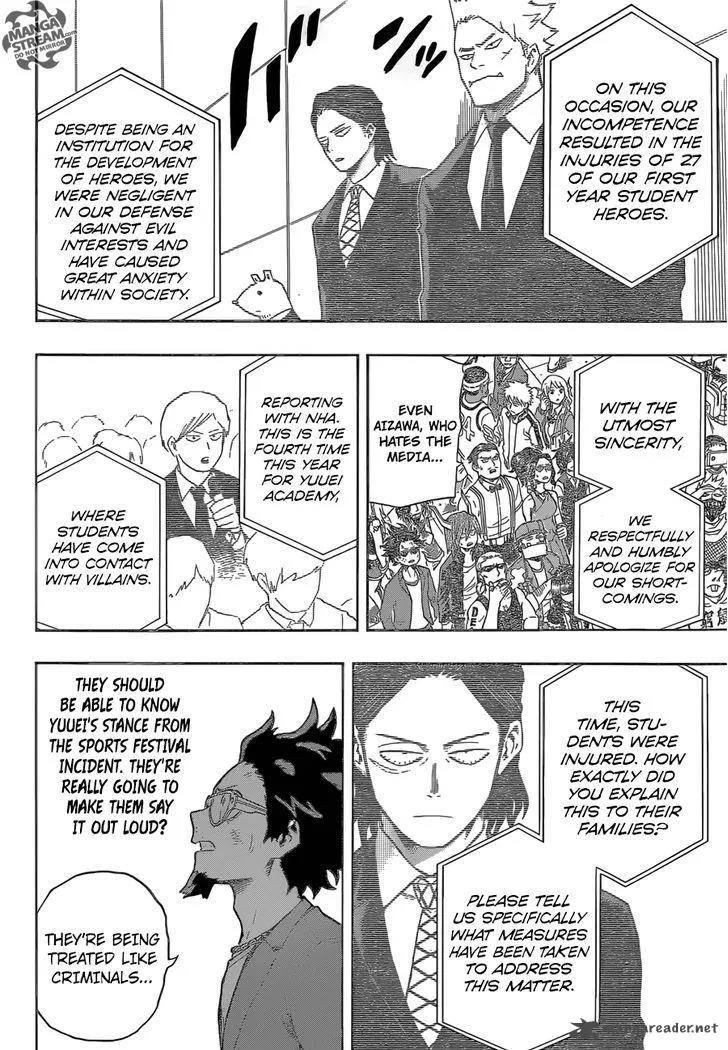 MANGA
STREAM.COM
DO NOT MIRROR!
ON THIS
OCCASION, OUR
INCOMPETENCE
RESULTED IN THE
INJURIES OF 27
OF OUR FIRST
YEAR STUDENT
HEROES.
DESPITE BEING AN
INSTITUTION FOR
THE DEVELOPMENT
OF HEROES, WE
WERE NEGLIGENT
IN OUR DEFENSE
AGAINST EVIL
INTERESTS AND
HAVE CAUSED
GREAT ANXIETY
WITHIN SOCIETY.
WITH THE
UTMOST
SINCERITY,
WE
RESPECTFULLY
AND HUMBLY
APOLOGIZE FOR
OUR SHORT-
COMINGS.
EVEN
AIZAWA, WHO
HATES THE
MEDIA...
REPORTING
WITH NHA.
THIS IS THE
FOURTH TIME
THIS YEAR
FOR YUUEI
ACADEMY,
WHERE
STUDENTS
HAVE COME
INTO CONTACT
WITH VILLAINS.
THIS
TIME, STU-
DENTS WERE
INJURED. HOW
EXACTLY DID
YOU EXPLAIN
THIS TO THEIR
FAMILIES?
PLEASE TELL
US SPECIFICALLY
WHAT MEASURES
HAVE BEEN TAKEN
TO ADDRESS
THIS MATTER.
THEY SHOULD
BE ABLE TO KNOW
YUUEI'S STANCE FROM
THE SPORTS FESTIVAL
INCIDENT. THEY'RE
REALLY GOING TO
MAKE THEM SAY
IT OUT LOUD?
THEY'RE BEING
TREATED LIKE
CRIMINALS...
mangareader.net